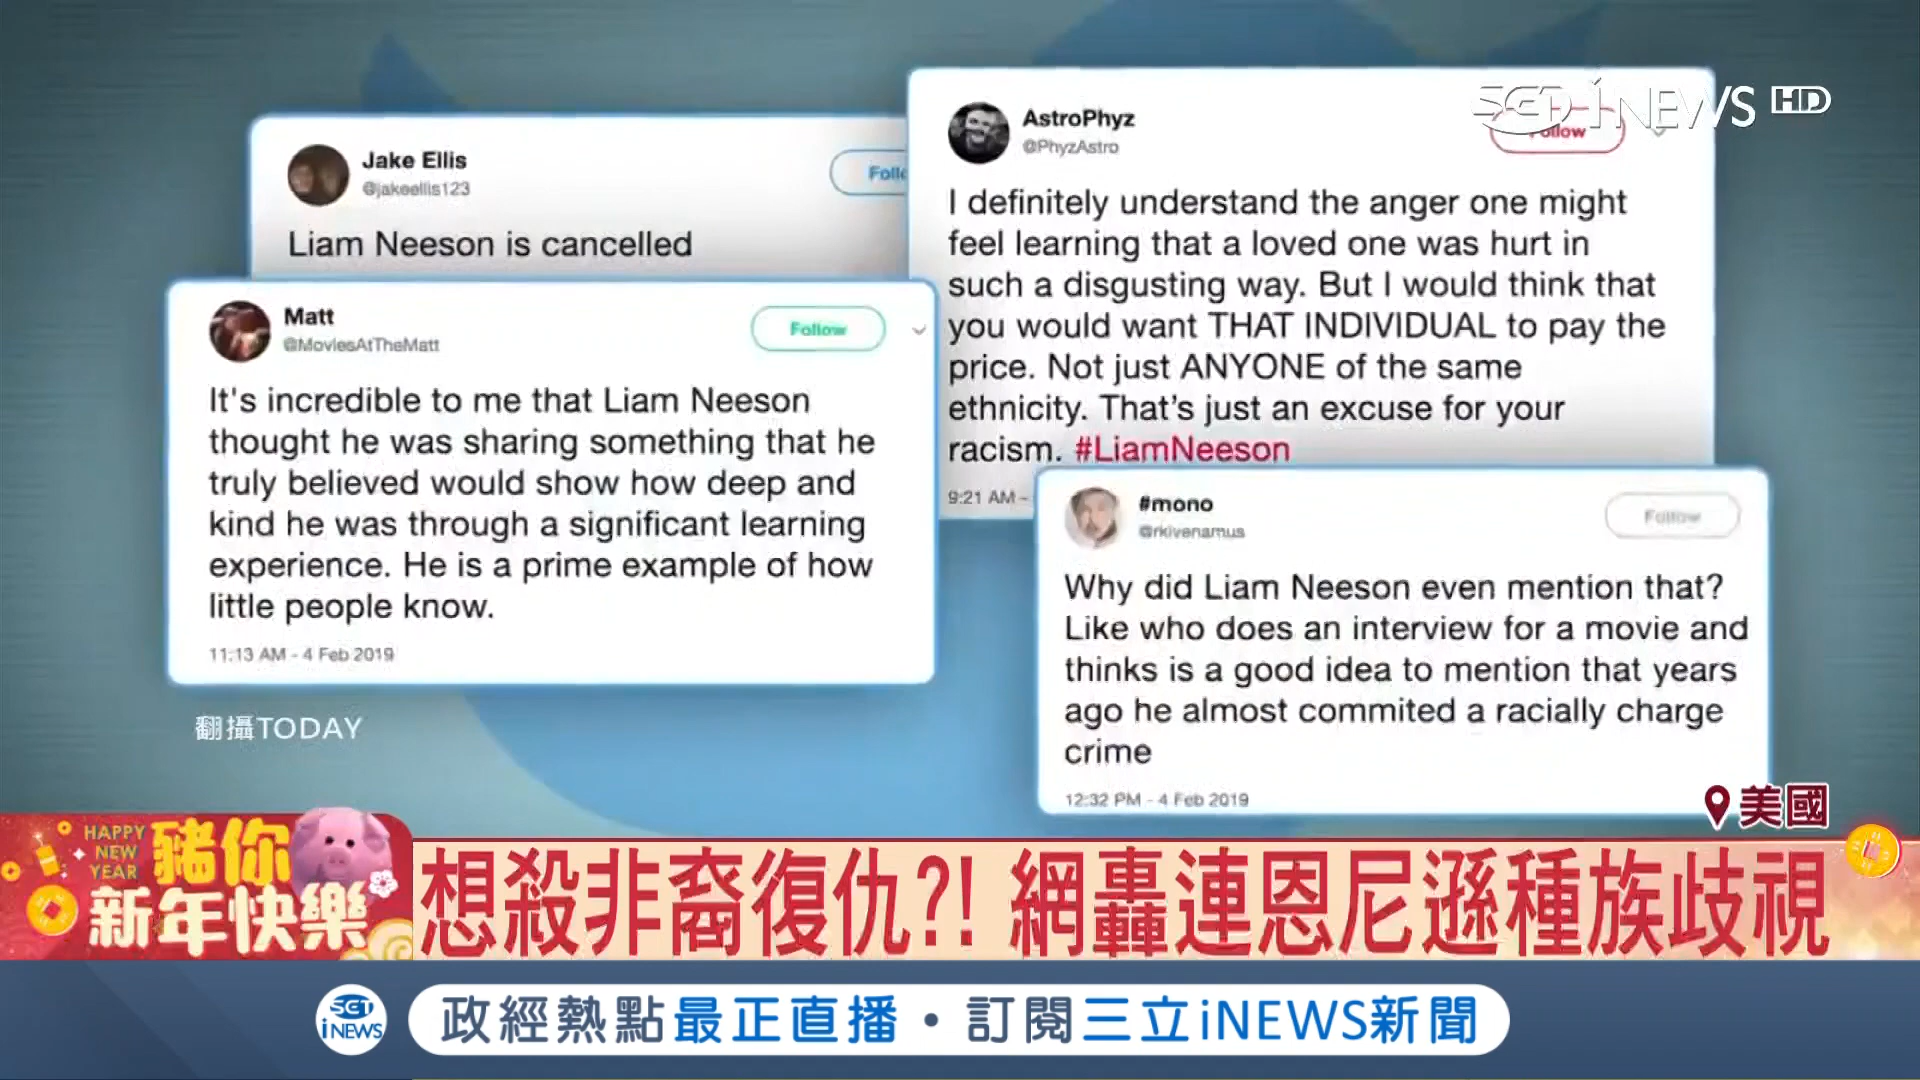 SET iNEWS HD
Jake Ellis
@jakeellis123
Liam Neeson is cancelled
AstroPhyz
@PhyzAstro
Follow
I definitely understand the anger one might
feel learning that a loved one was hurt in
such a disgusting way. But I would think that
you would want THAT INDIVIDUAL to pay the
price. Not just ANYONE of the same
ethnicity. That's just an excuse for your
racism. #LiamNeeson
9:21 AM -
Matt
@MoviesAtTheMatt
Follow
It's incredible to me that Liam Neeson
thought he was sharing something that he
truly believed would show how deep and
kind he was through a significant learning
experience. He is a prime example of how
little people know.
11:13 AM - 4 Feb 2019
#mono
@rkivenamus
Follow
Why did Liam Neeson even mention that?
Like who does an interview for a movie and
thinks is a good idea to mention that years
ago he almost commited a racially charge
crime
12:32 PM - 4 Feb 2019
翻攝TODAY
美國
HAPPY
NEW
YEAR
豬你
新年快樂
想殺非裔復仇?! 網轟連恩尼遜種族歧視
SET
iNEWS
政經熱點最正直播・訂閱三立iNEWS新聞